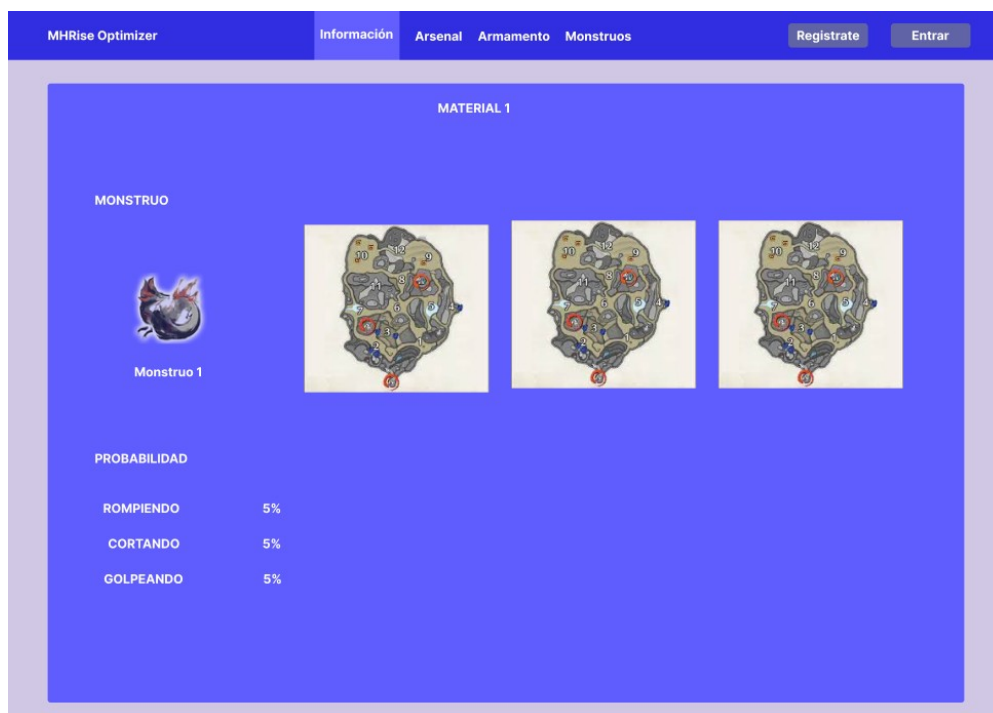 MHRise Optimizer Información Arsenal Armamento Monstruos Registrate Entrar
MATERIAL 1
MONSTRUO
Monstruo 1
PROBABILIDAD
ROMPIENDO 5%
CORTANDO 5%
GOLPEANDO 5%